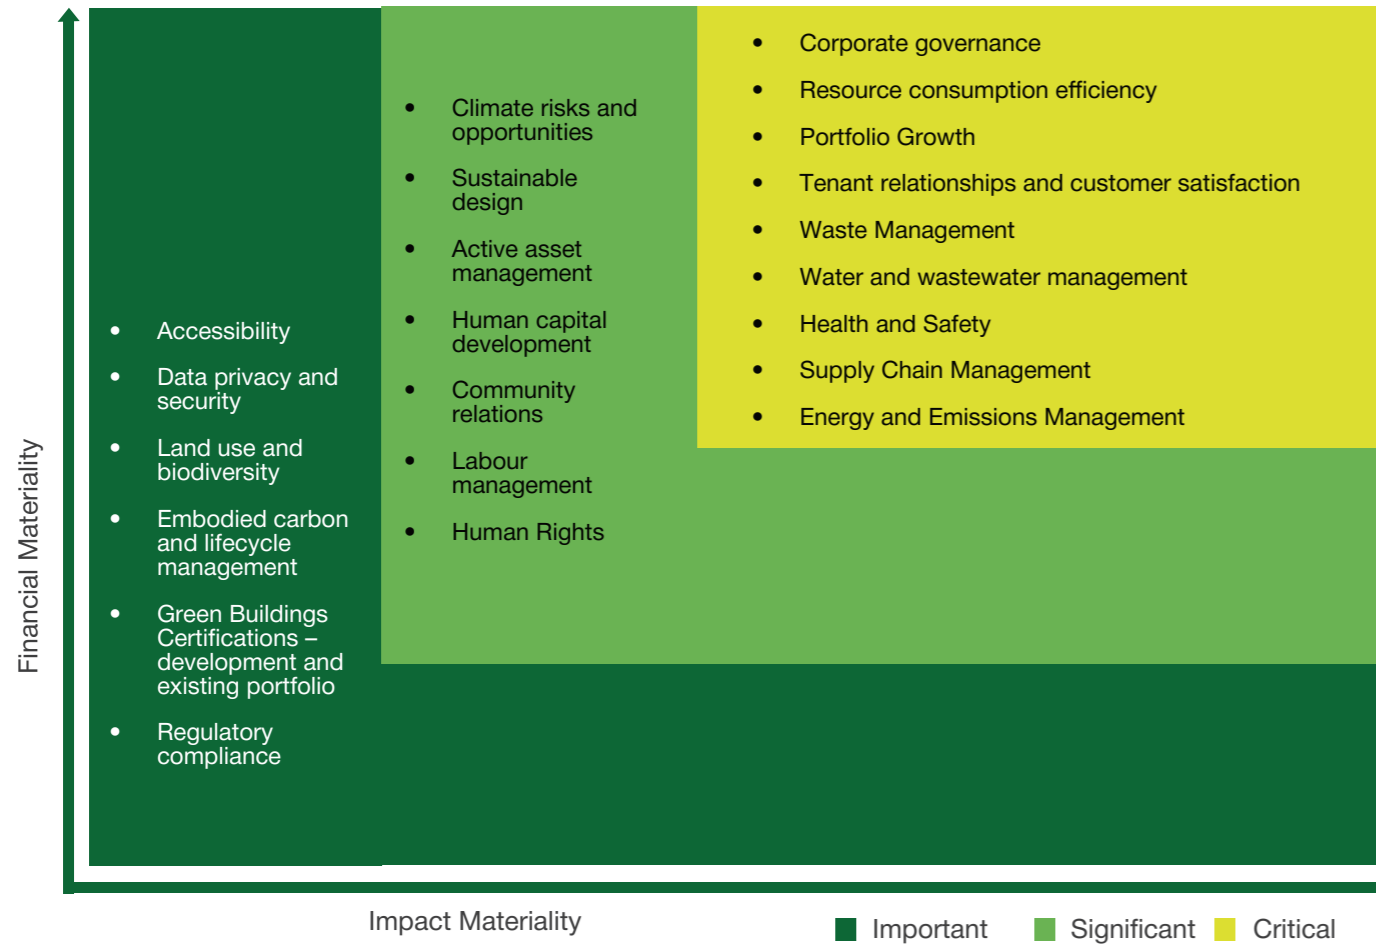 Financial Materiality
• Accessibility
• Data privacy and
security
• Land use and
biodiversity
• Embodied carbon
and lifecycle
management
• Green Buildings
Certifications –
development and
existing portfolio
• Regulatory
compliance
• Climate risks and
opportunities
• Sustainable
design
• Active asset
management
• Human capital
development
• Community
relations
• Labour
management
• Human Rights
• Corporate governance
• Resource consumption efficiency
• Portfolio Growth
• Tenant relationships and customer satisfaction
• Waste Management
• Water and wastewater management
• Health and Safety
• Supply Chain Management
• Energy and Emissions Management
Impact Materiality
Important
Significant
Critical